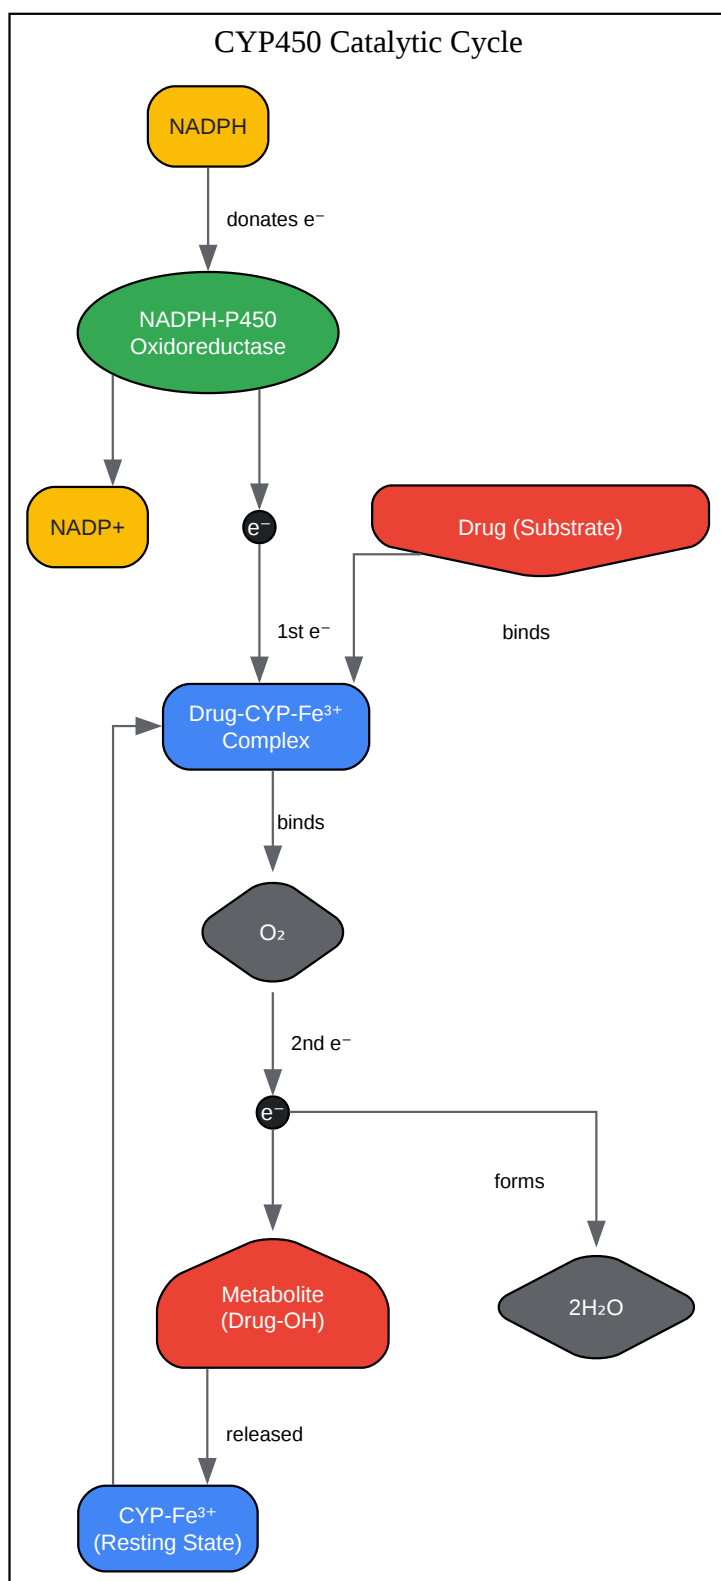 CYP450 Catalytic Cycle
NADPH
donates e⁻
NADPH-P450
Oxidoreductase
NADP+
e⁻
Drug (Substrate)
1st e⁻
binds
Drug-CYP-Fe³⁺
Complex
binds
O₂
2nd e⁻
e⁻
forms
Metabolite
(Drug-OH)
2H₂O
released
CYP-Fe³⁺
(Resting State)